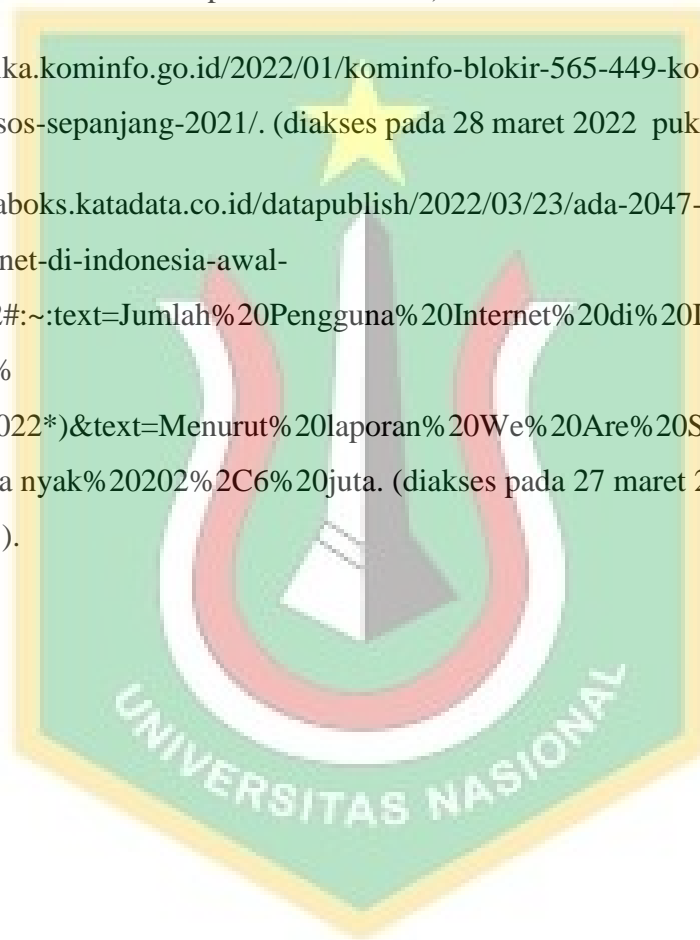 ka.kominfo.go.id/2022/01/kominfo-blokir-565-449-ko
sos-sepanjang-2021/. (diakses pada 28 maret 2022 puk
aboks.katadata.co.id/datapublish/2022/03/23/ada-2047-
net-di-indonesia-awal-
#:~:text=Jumlah%20Pengguna%20Internet%20di%20I
%
022*)&text=Menurut%20laporan%20We%20Are%20S
a nyak%20202%2C6%20juta. (diakses pada 27 maret 2
).
UNIVERSITAS NASIONAL